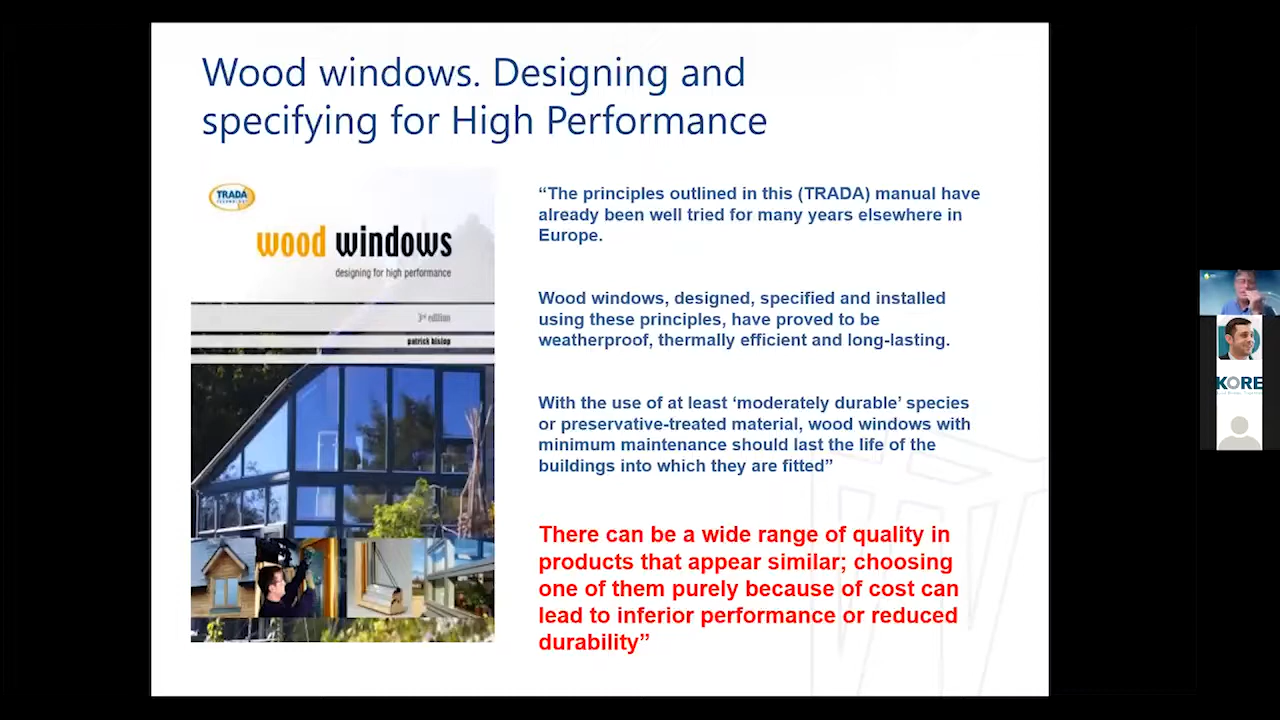 Wood windows. Designing and
specifying for High Performance
TRADA
TECHNOLOGY
wood windows
designing for high performance
3rd edition
patrick hislop
“The principles outlined in this (TRADA) manual have
already been well tried for many years elsewhere in
Europe.
Wood windows, designed, specified and installed
using these principles, have proved to be
weatherproof, thermally efficient and long-lasting.
With the use of at least ‘moderately durable’ species
or preservative-treated material, wood windows with
minimum maintenance should last the life of the
buildings into which they are fitted”
There can be a wide range of quality in
products that appear similar; choosing
one of them purely because of cost can
lead to inferior performance or reduced
durability”
KORE